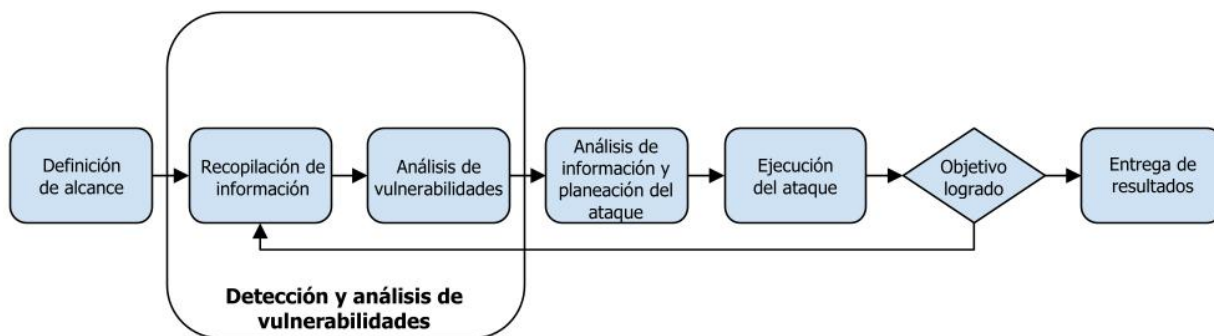 Definición
de alcance
Recopilación de
información
Análisis de
vulnerabilidades
Análisis de
información y
planeación del
ataque
Ejecución
del ataque
Objetivo
logrado
Entrega de
resultados
Detección y análisis de
vulnerabilidades